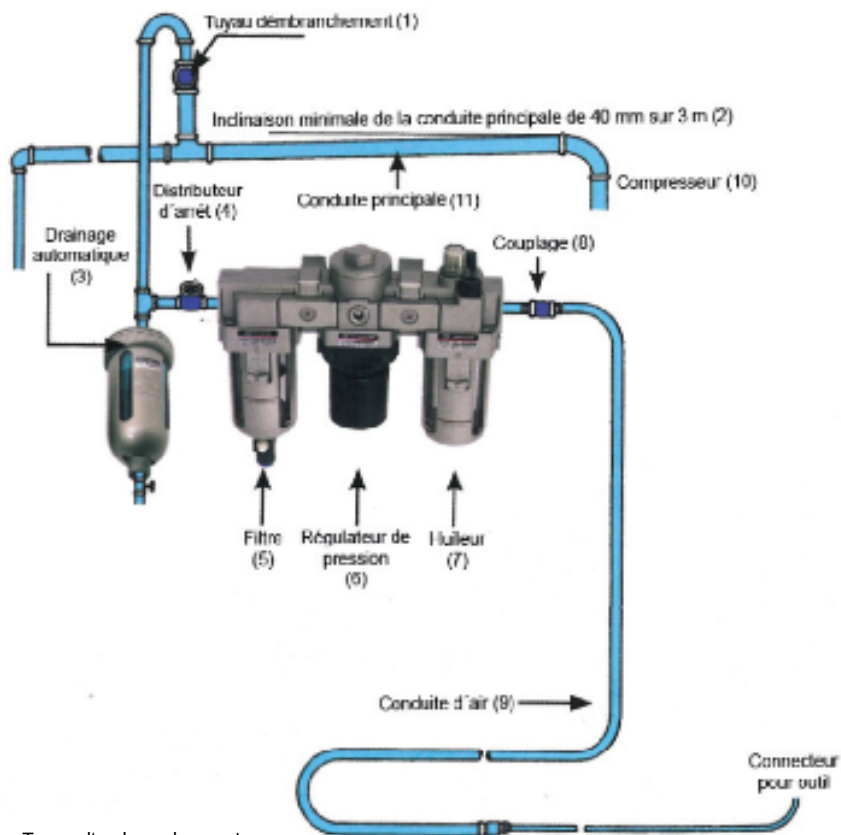 Tuyau démbranchement (1)
Inclinaison minimale de la conduite principale de 40 mm sur 3 m (2)
Distributeur
d´arrêt (4)
Conduite principale (11)
Compresseur (10)
Drainage
automatique
(3)
Couplage (8)
Filtre
(5)
Régulateur de
pression
(6)
Huileur
(7)
Conduite d´air (9)
Connecteur
pour outil